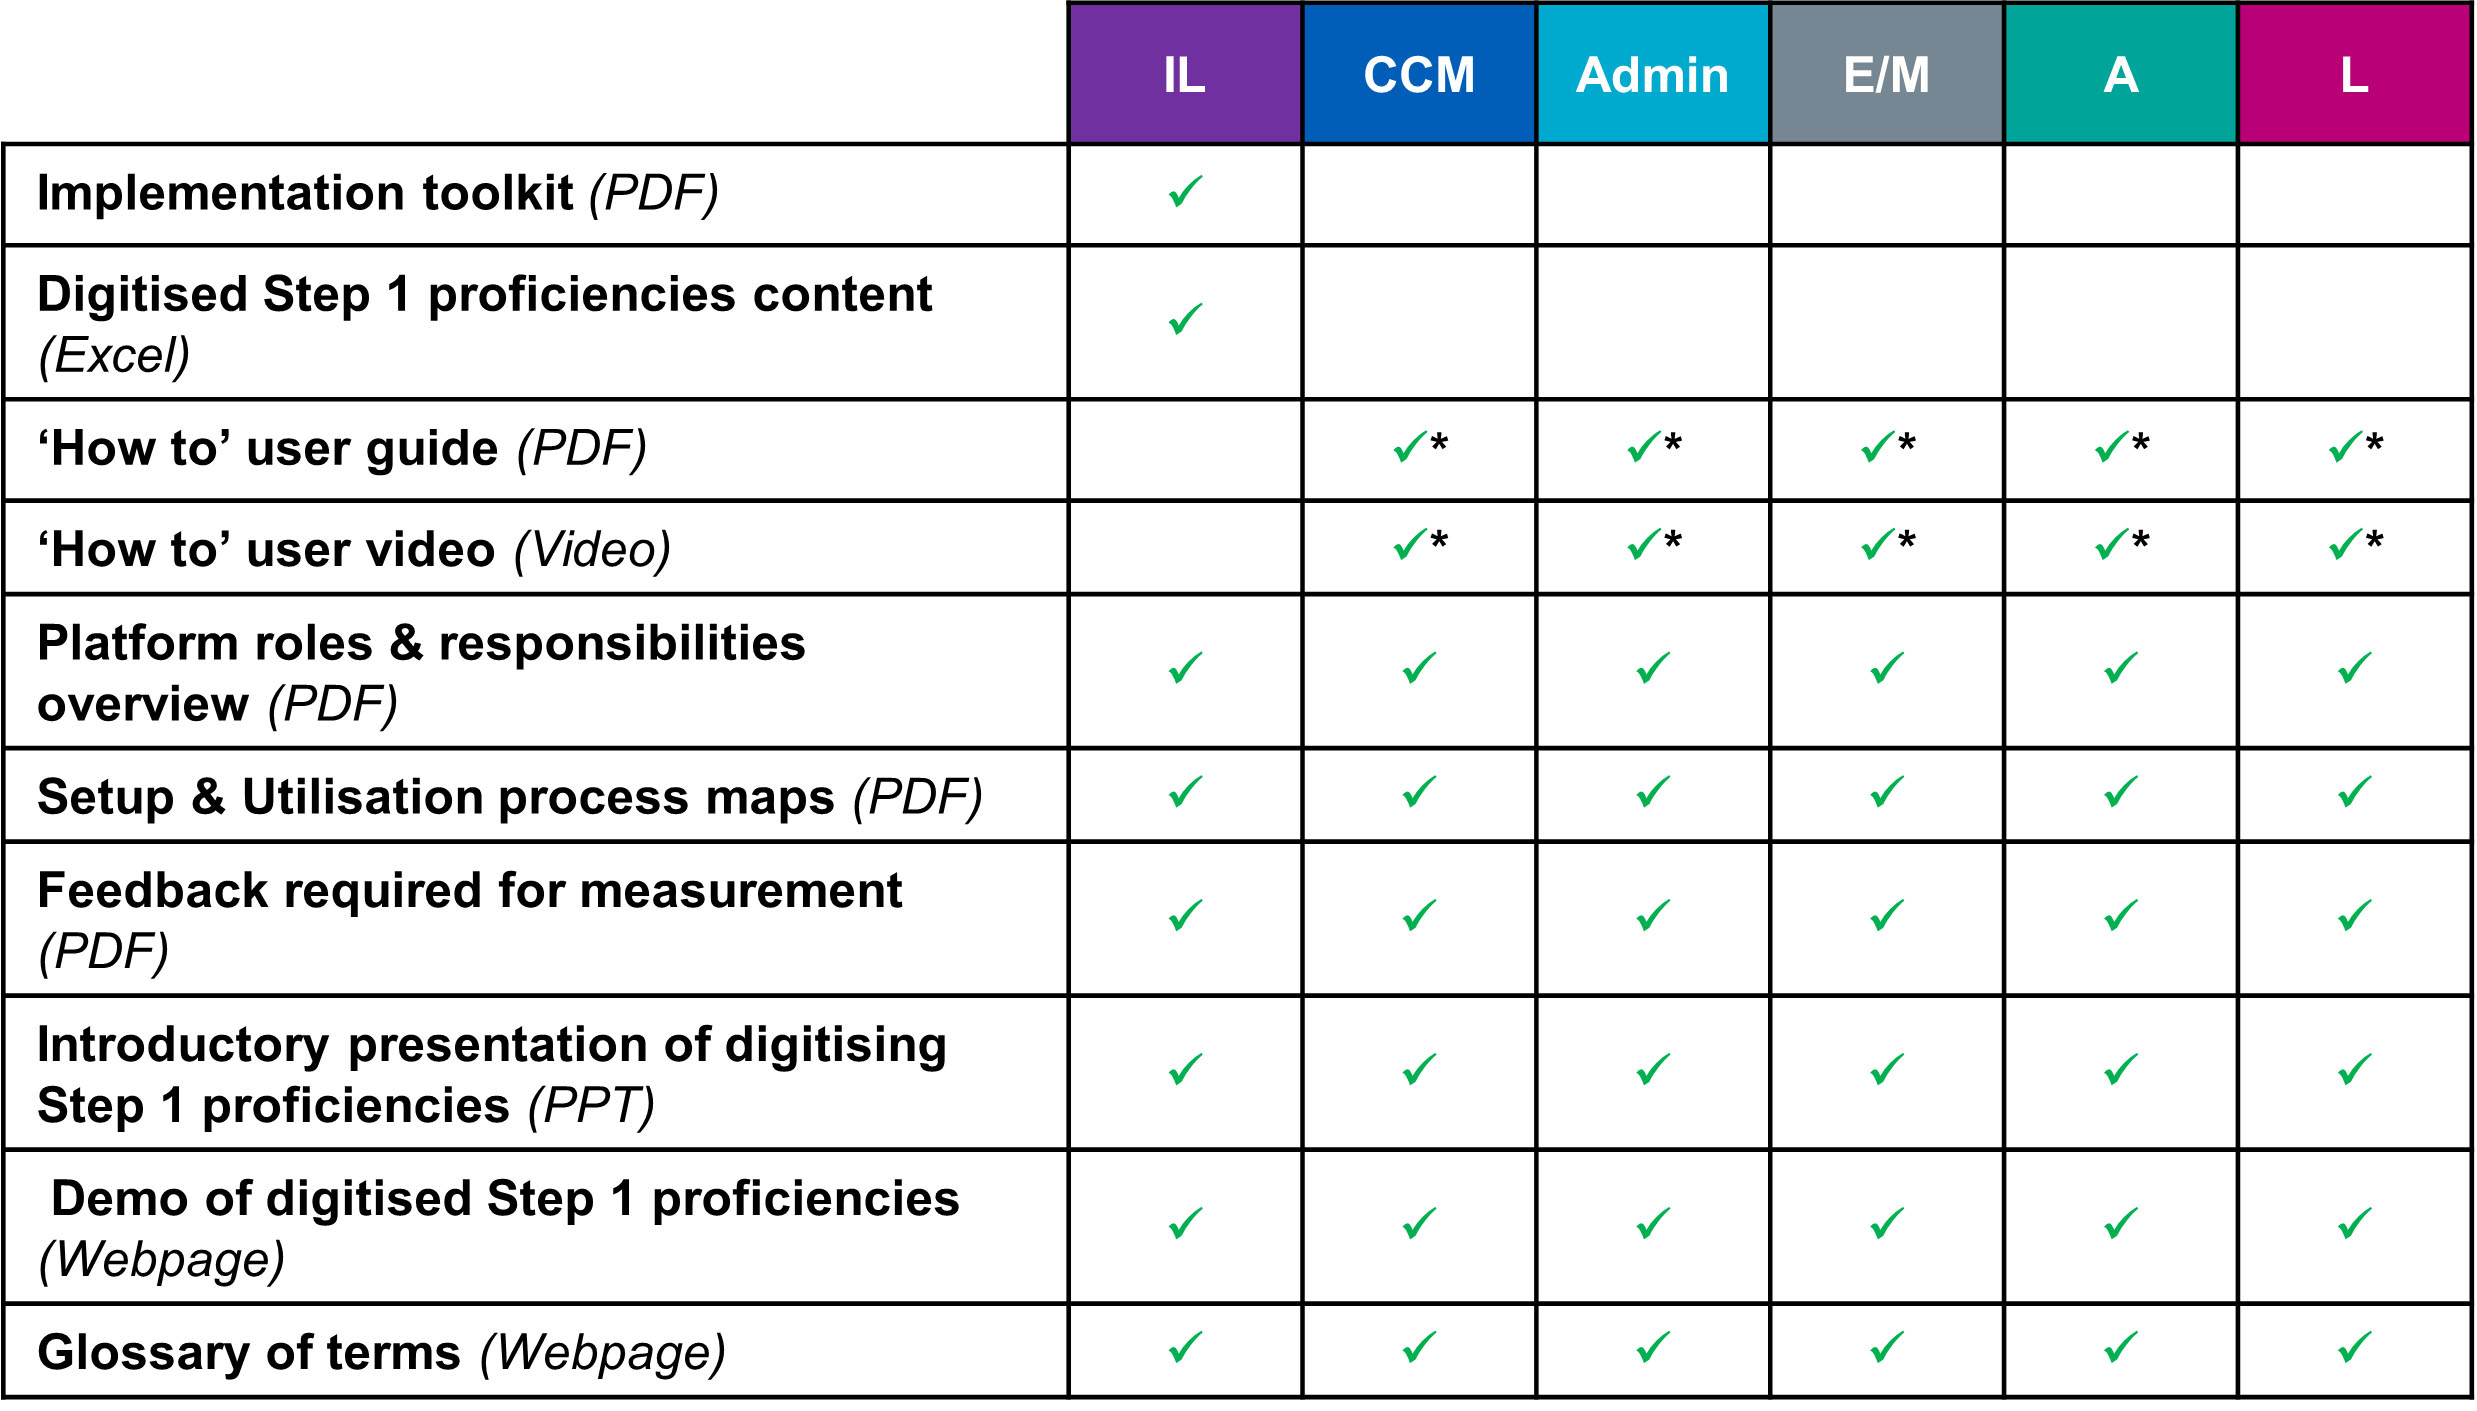 IL CCM Admin E/M A L
Implementation toolkit (PDF) ✓
Digitised Step 1 proficiencies content
(Excel) ✓
‘How to’ user guide (PDF) ✓* ✓* ✓* ✓* ✓*
‘How to’ user video (Video) ✓* ✓* ✓* ✓* ✓*
Platform roles & responsibilities
overview (PDF) ✓ ✓ ✓ ✓ ✓ ✓
Setup & Utilisation process maps (PDF) ✓ ✓ ✓ ✓ ✓ ✓
Feedback required for measurement
(PDF) ✓ ✓ ✓ ✓ ✓ ✓
Introductory presentation of digitising
Step 1 proficiencies (PPT) ✓ ✓ ✓ ✓ ✓ ✓
Demo of digitised Step 1 proficiencies
(Webpage) ✓ ✓ ✓ ✓ ✓ ✓
Glossary of terms (Webpage) ✓ ✓ ✓ ✓ ✓ ✓